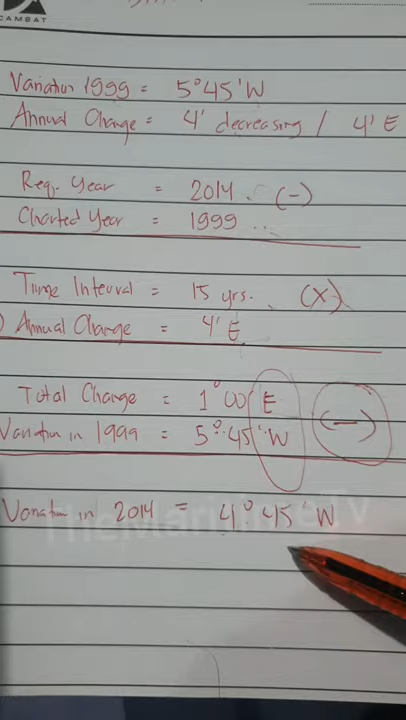 CAMBAT
Variation 1999 = 5°45'W
Annual Change = 4' decreasing / 4'E
Req. Year = 2014 (-)
Charted Year = 1999
Time Interval = 15 yrs. (x)
Annual Change = 4'E
Total Change = 1°00' E
Variation in 1999 = 5°45'W (-)
Variation in 2014 = 4°45'W